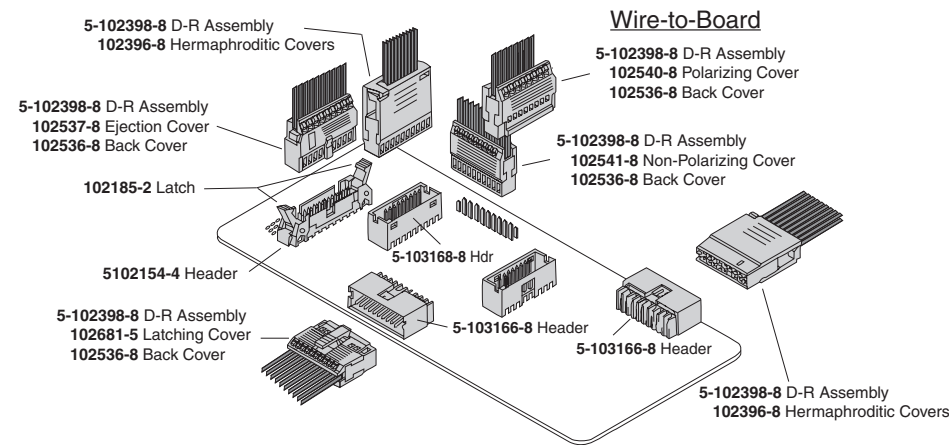 Wire-to-Board
5-102398-8 D-R Assembly
102396-8 Hermaphroditic Covers
5-102398-8 D-R Assembly
102540-8 Polarizing Cover
102536-8 Back Cover
5-102398-8 D-R Assembly
102537-8 Ejection Cover
102536-8 Back Cover
5-102398-8 D-R Assembly
102541-8 Non-Polarizing Cover
102536-8 Back Cover
102185-2 Latch
5-103168-8 Hdr
5102154-4 Header
5-102398-8 D-R Assembly
102681-5 Latching Cover
102536-8 Back Cover
5-103166-8 Header
5-103166-8 Header
5-102398-8 D-R Assembly
102396-8 Hermaphroditic Covers